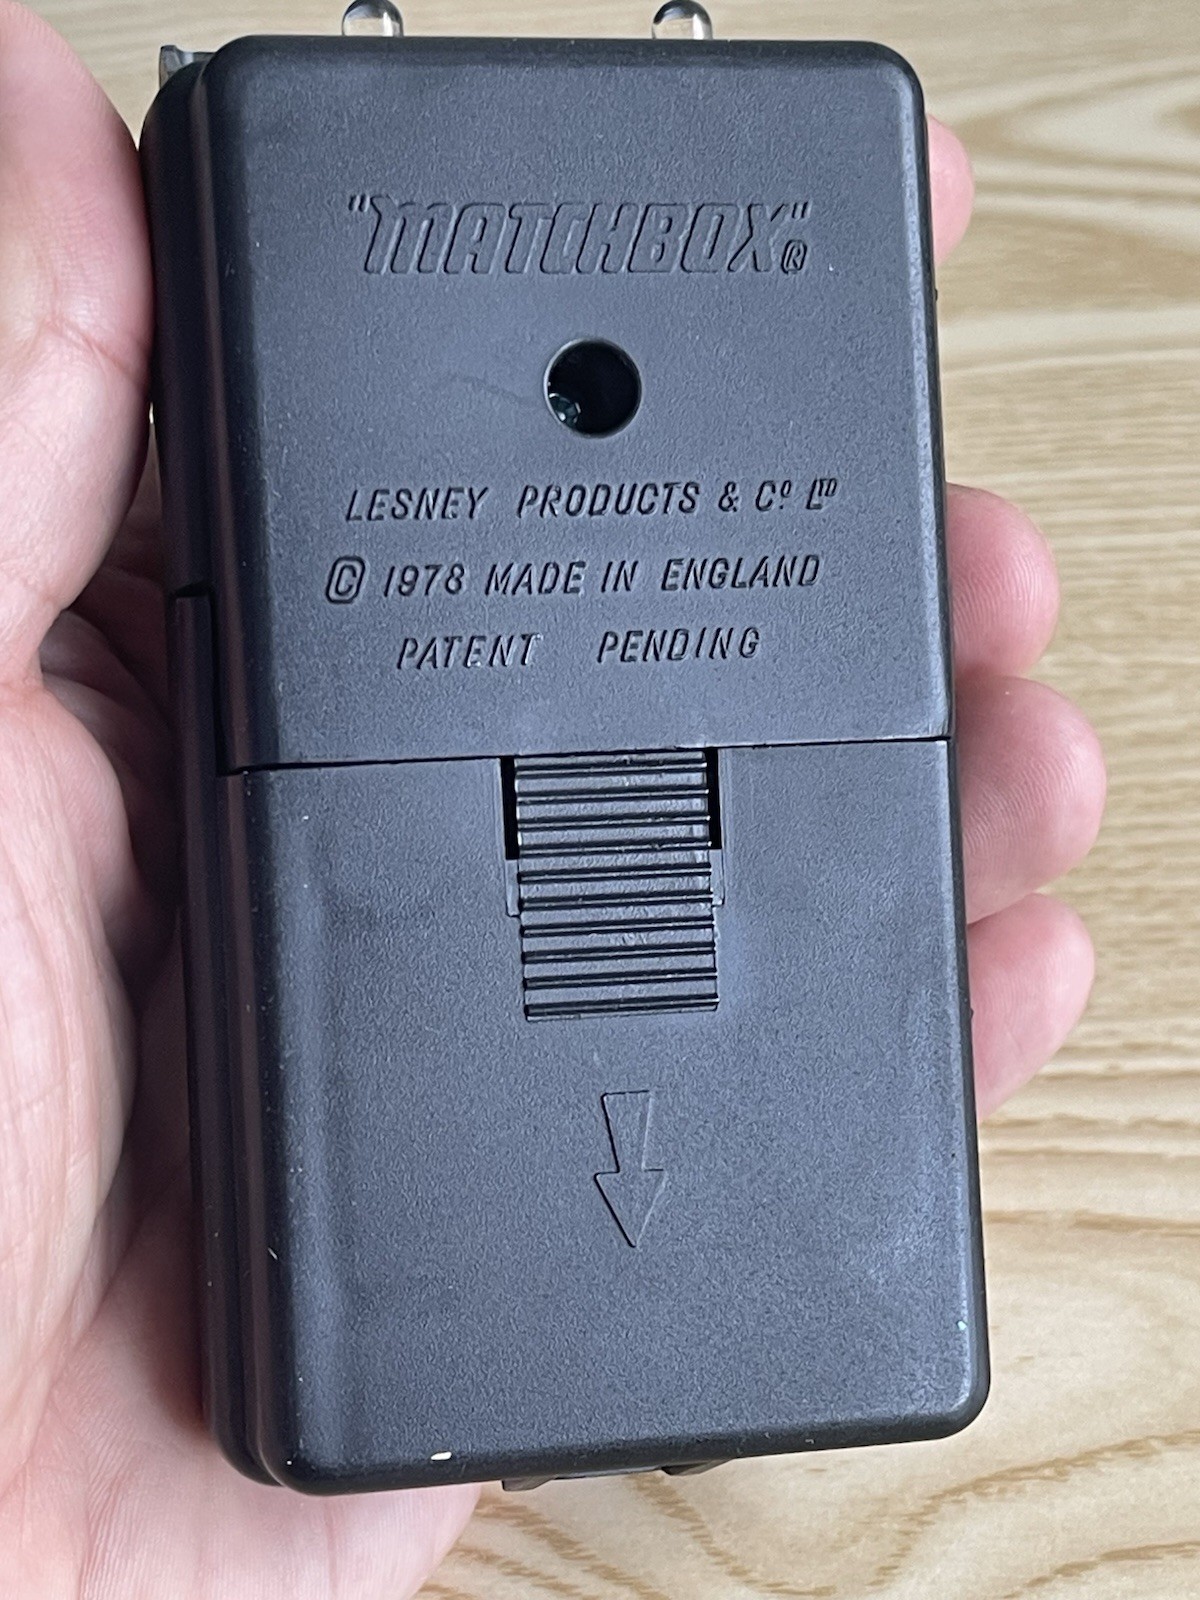 "MATCHBOX"®
LESNEY PRODUCTS & Cº LTD
© 1978 MADE IN ENGLAND
PATENT PENDING